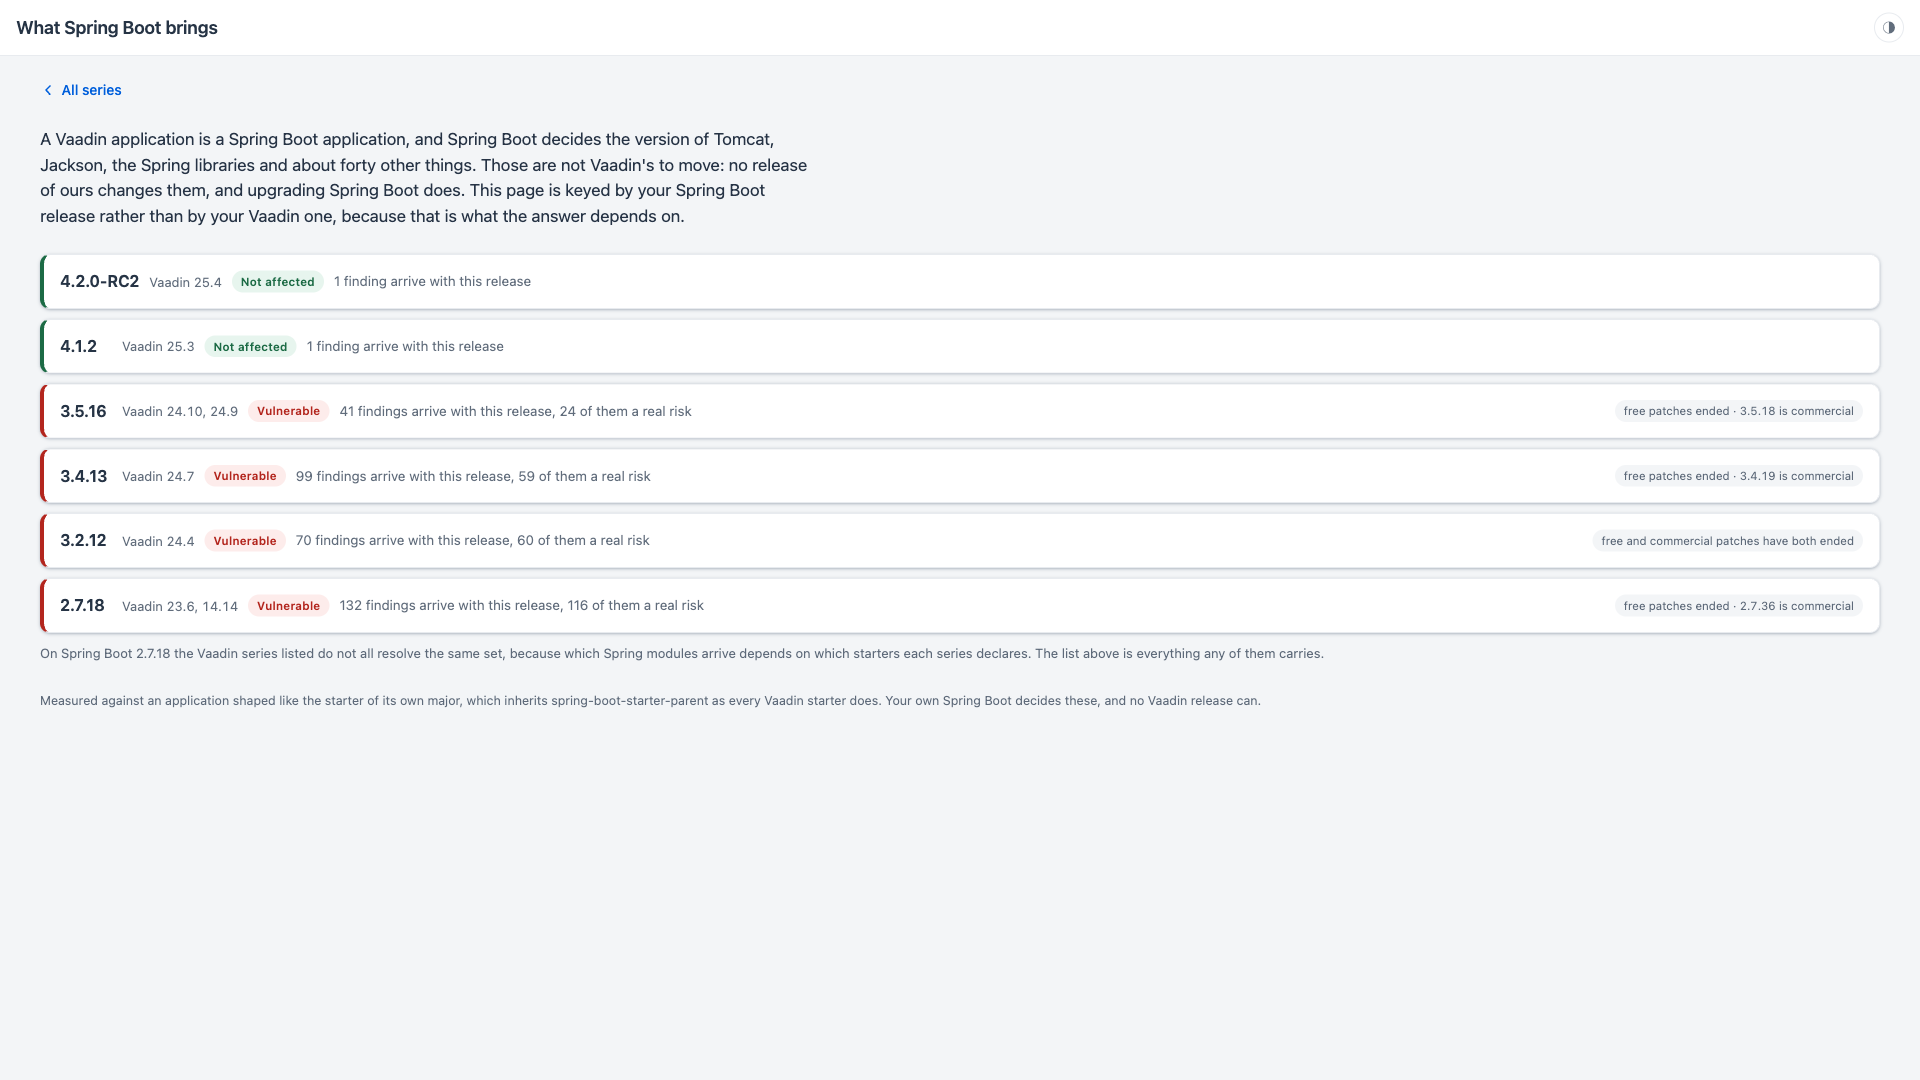 What Spring Boot brings
All series
A Vaadin application is a Spring Boot application, and Spring Boot decides the version of Tomcat,
Jackson, the Spring libraries and about forty other things. Those are not Vaadin's to move: no release
of ours changes them, and upgrading Spring Boot does. This page is keyed by your Spring Boot
release rather than by your Vaadin one, because that is what the answer depends on.
4.2.0-RC2 Vaadin 25.4 Not affected 1 finding arrive with this release
4.1.2 Vaadin 25.3 Not affected 1 finding arrive with this release
3.5.16 Vaadin 24.10, 24.9 Vulnerable 41 findings arrive with this release, 24 of them a real risk free patches ended · 3.5.18 is commercial
3.4.13 Vaadin 24.7 Vulnerable 99 findings arrive with this release, 59 of them a real risk free patches ended · 3.4.19 is commercial
3.2.12 Vaadin 24.4 Vulnerable 70 findings arrive with this release, 60 of them a real risk free and commercial patches have both ended
2.7.18 Vaadin 23.6, 14.14 Vulnerable 132 findings arrive with this release, 116 of them a real risk free patches ended · 2.7.36 is commercial
On Spring Boot 2.7.18 the Vaadin series listed do not all resolve the same set, because which Spring modules arrive depends on which starters each series declares. The list above is everything any of them carries.
Measured against an application shaped like the starter of its own major, which inherits spring-boot-starter-parent as every Vaadin starter does. Your own Spring Boot decides these, and no Vaadin release can.